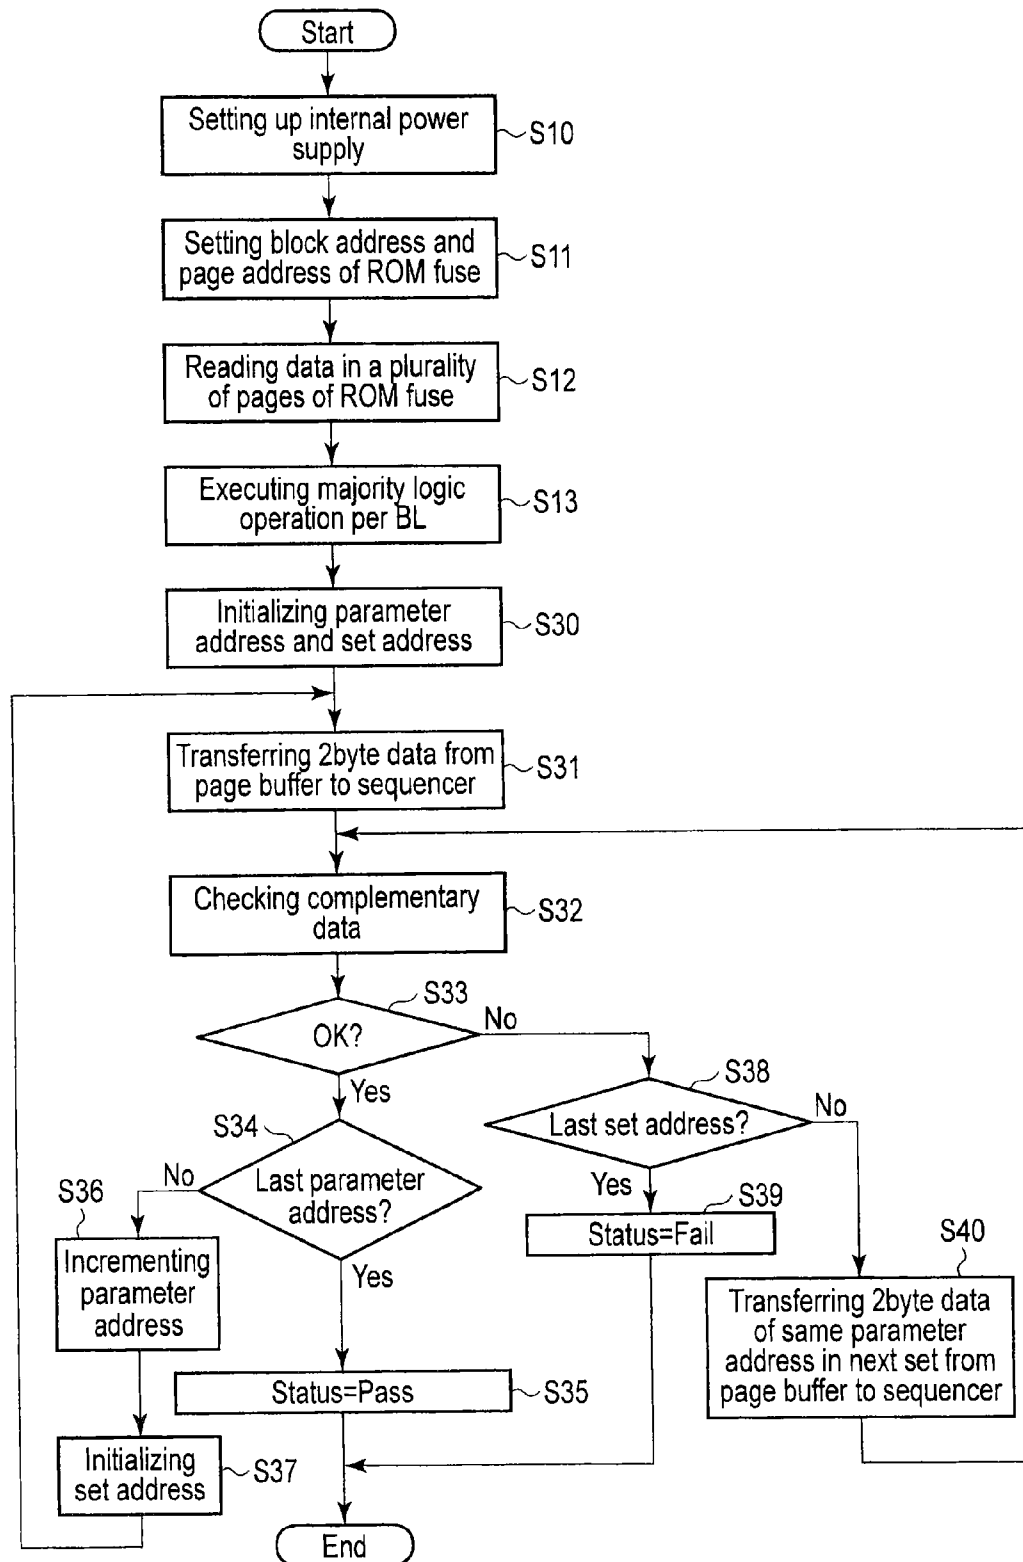 Start
Setting up internal power
supply
S10
Setting block address and
page address of ROM fuse
S11
Reading data in a plurality
of pages of ROM fuse
S12
Executing majority logic
operation per BL
S13
Initializing parameter
address and set address
S30
Transferring 2byte data from
page buffer to sequencer
S31
Checking complementary
data
S32
S33
OK?
No
Yes
S38
Last set address?
No
Yes
S34
Last parameter
address?
No
Yes
S36
Incrementing
parameter
address
S39
Status=Fail
S40
Transferring 2byte data
of same parameter
address in next set from
page buffer to sequencer
Status=Pass
S35
Initializing
set address
S37
End